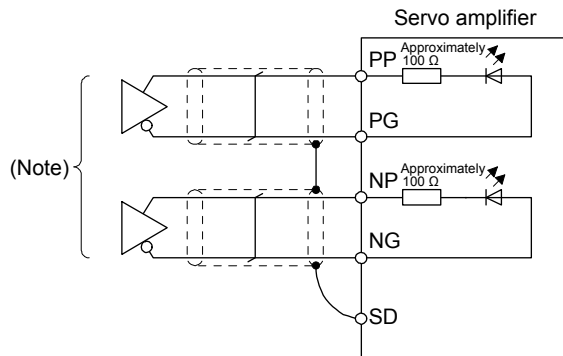 Servo amplifier
PP
Approximately
100 Ω
PG
(Note)
NP
Approximately
100 Ω
NG
SD